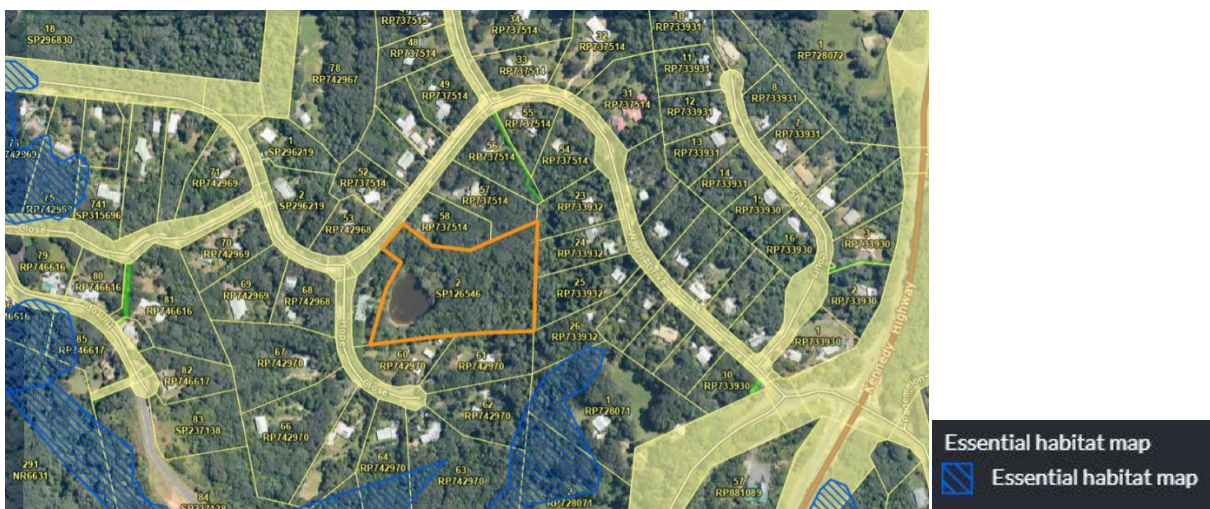 18
SP296830
RP737515
34
RP737514
10
RP733931
48
RP737514
33
RP737514
32
RP737514
1
RP728072
78
RP742967
49
RP737514
11
RP733931
31
RP737514
12
RP733931
8
RP733931
7
RP733931
55
RP737514
56
RP737514
54
RP737514
13
RP733931
1
SP296219
71
RP742969
52
RP737514
57
RP737514
14
RP733931
75
RP742969
741
SP315696
2
SP296219
53
RP742968
58
RP737514
23
RP733932
15
RP733930
Close
70
RP742969
24
RP733932
16
RP733930
3
RP733930
79
RP746616
80
RP746616
81
RP746616
69
RP742969
68
RP742968
2
SP126546
25
RP733932
2
RP733930
Hope
26
RP733932
1
RP733930
Kennedy Highway
85
RP746617
82
RP746617
67
RP742970
60
RP742970
61
RP742970
Close
30
RP733930
83
SP237138
66
RP742970
62
RP742970
1
RP728071
291
NR6631
64
RP742970
63
RP742970
84
SP237138
2
RP728071
57
RP881089
Essential habitat map
Essential habitat map